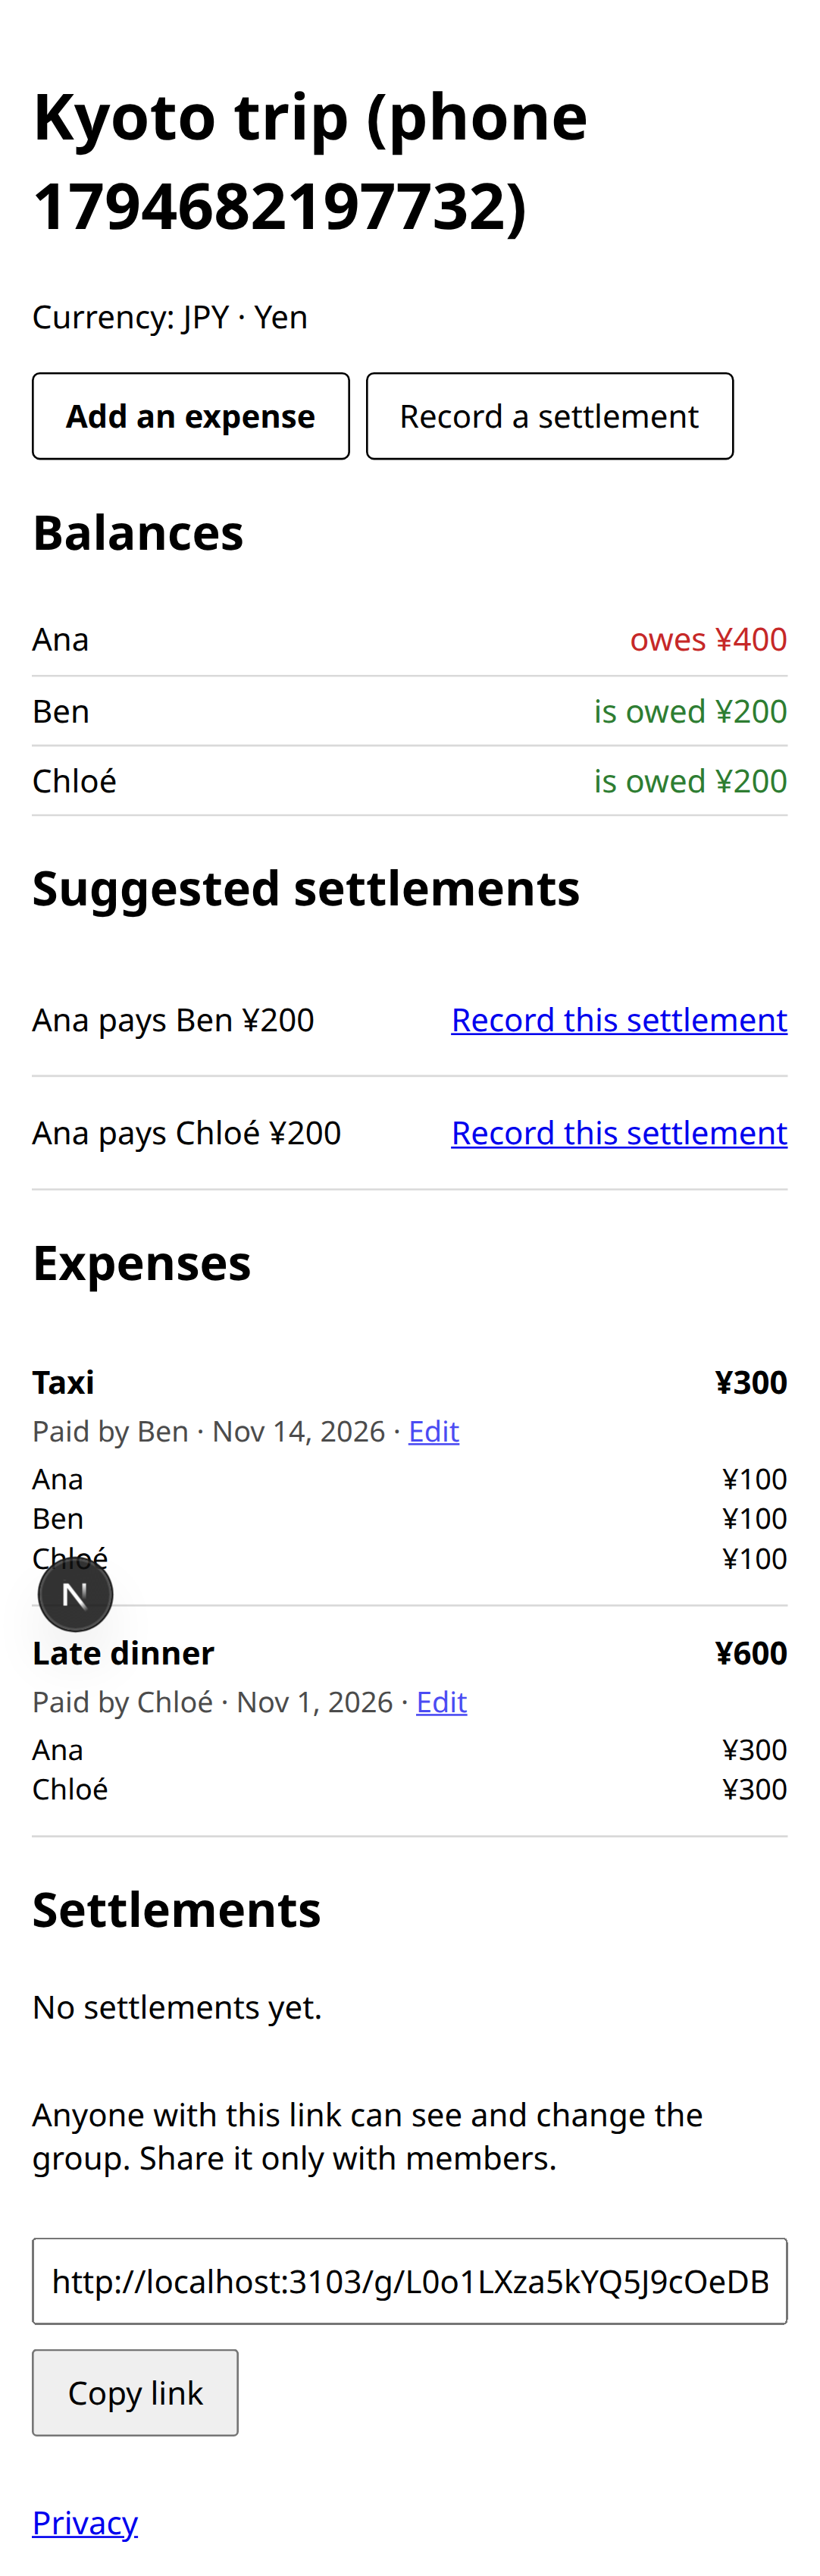 Kyoto trip (phone
1794682197732)
Currency: JPY · Yen
Add an expense Record a settlement
Balances
Ana owes ¥400
Ben is owed ¥200
Chloé is owed ¥200
Suggested settlements
Ana pays Ben ¥200 Record this settlement
Ana pays Chloé ¥200 Record this settlement
Expenses
Taxi ¥300
Paid by Ben · Nov 14, 2026 · Edit
Ana ¥100
Ben ¥100
Chloé ¥100
N
Late dinner ¥600
Paid by Chloé · Nov 1, 2026 · Edit
Ana ¥300
Chloé ¥300
Settlements
No settlements yet.
Anyone with this link can see and change the
group. Share it only with members.
http://localhost:3103/g/L0o1LXza5kYQ5J9cOeDB
Copy link
Privacy